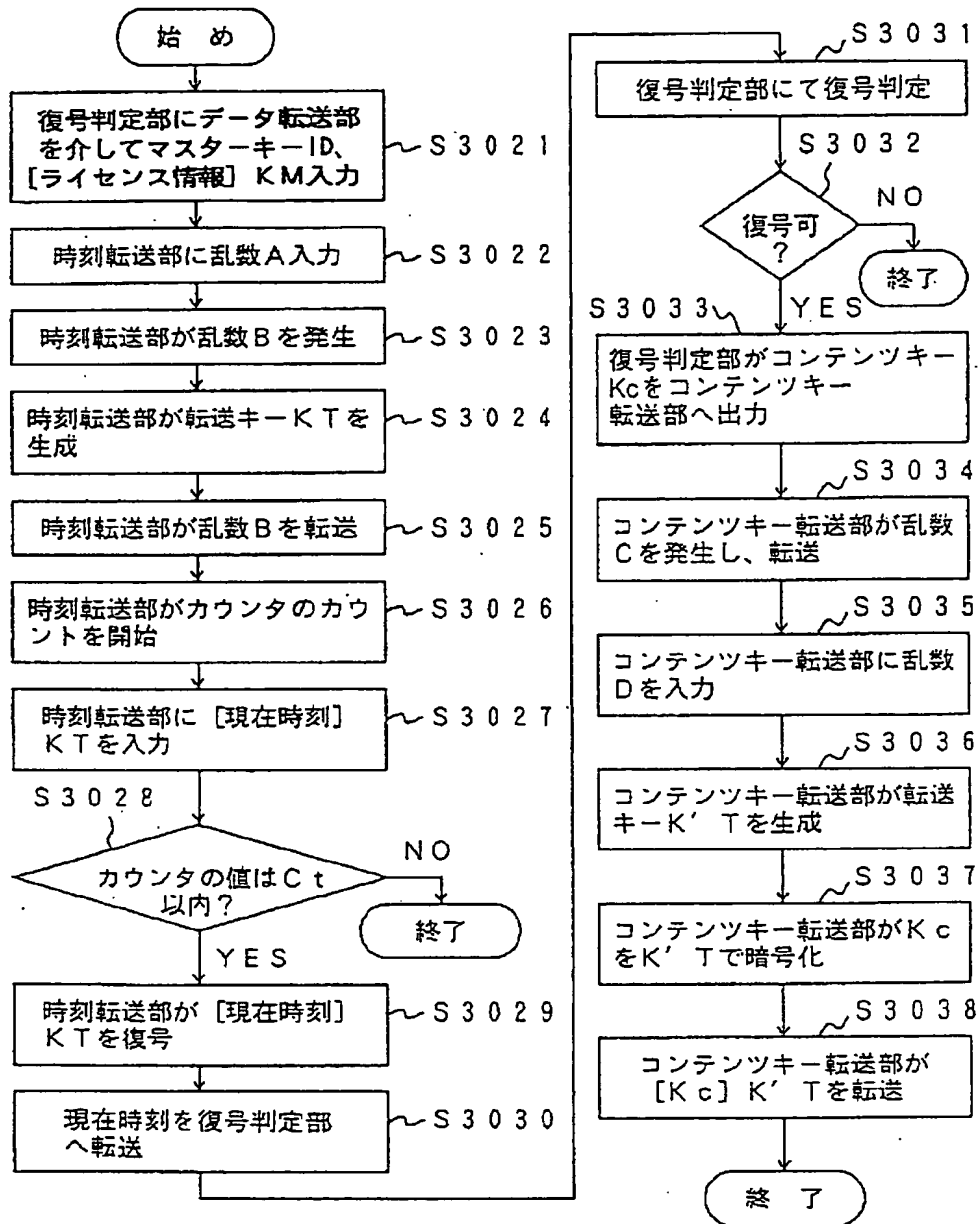 始 め
復号判定部にデータ転送部
を介してマスターキーID、
[ライセンス情報] KM入力
S3021
時刻転送部に乱数A入力
S3022
時刻転送部が乱数Bを発生
S3023
時刻転送部が転送キーKTを
生成
S3024
時刻転送部が乱数Bを転送
S3025
時刻転送部がカウンタのカウ
ントを開始
S3026
時刻転送部に [現在時刻]
KTを入力
S3027
S3028
カウンタの値はCt
以内?
NO
終了
YES
時刻転送部が [現在時刻]
KTを復号
S3029
現在時刻を復号判定部
へ転送
S3030
S3031
復号判定部にて復号判定
S3032
復号可
?
NO
終了
YES
S3033
復号判定部がコンテンツキー
Kcをコンテンツキー
転送部へ出力
S3034
コンテンツキー転送部が乱数
Cを発生し、転送
S3035
コンテンツキー転送部に乱数
Dを入力
S3036
コンテンツキー転送部が転送
キーK′Tを生成
S3037
コンテンツキー転送部がKc
をK′Tで暗号化
S3038
コンテンツキー転送部が
[Kc] K′Tを転送
終 了